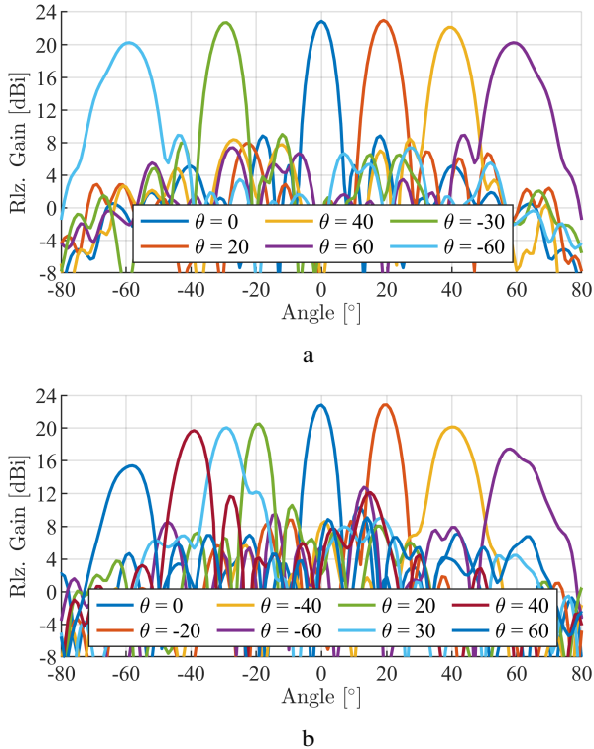 24
20
16
12
8
4
0
-4
-8
Rlz. Gain [dBi]
θ = 0 θ = 40 θ = -30
θ = 20 θ = 60 θ = -60
-80 -60 -40 -20 0 20 40 60 80
Angle [°]
a
24
20
16
12
8
4
0
-4
-8
Rlz. Gain [dBi]
θ = 0 θ = -40 θ = 20 θ = 40
θ = -20 θ = -60 θ = 30 θ = 60
-80 -60 -40 -20 0 20 40 60 80
Angle [°]
b